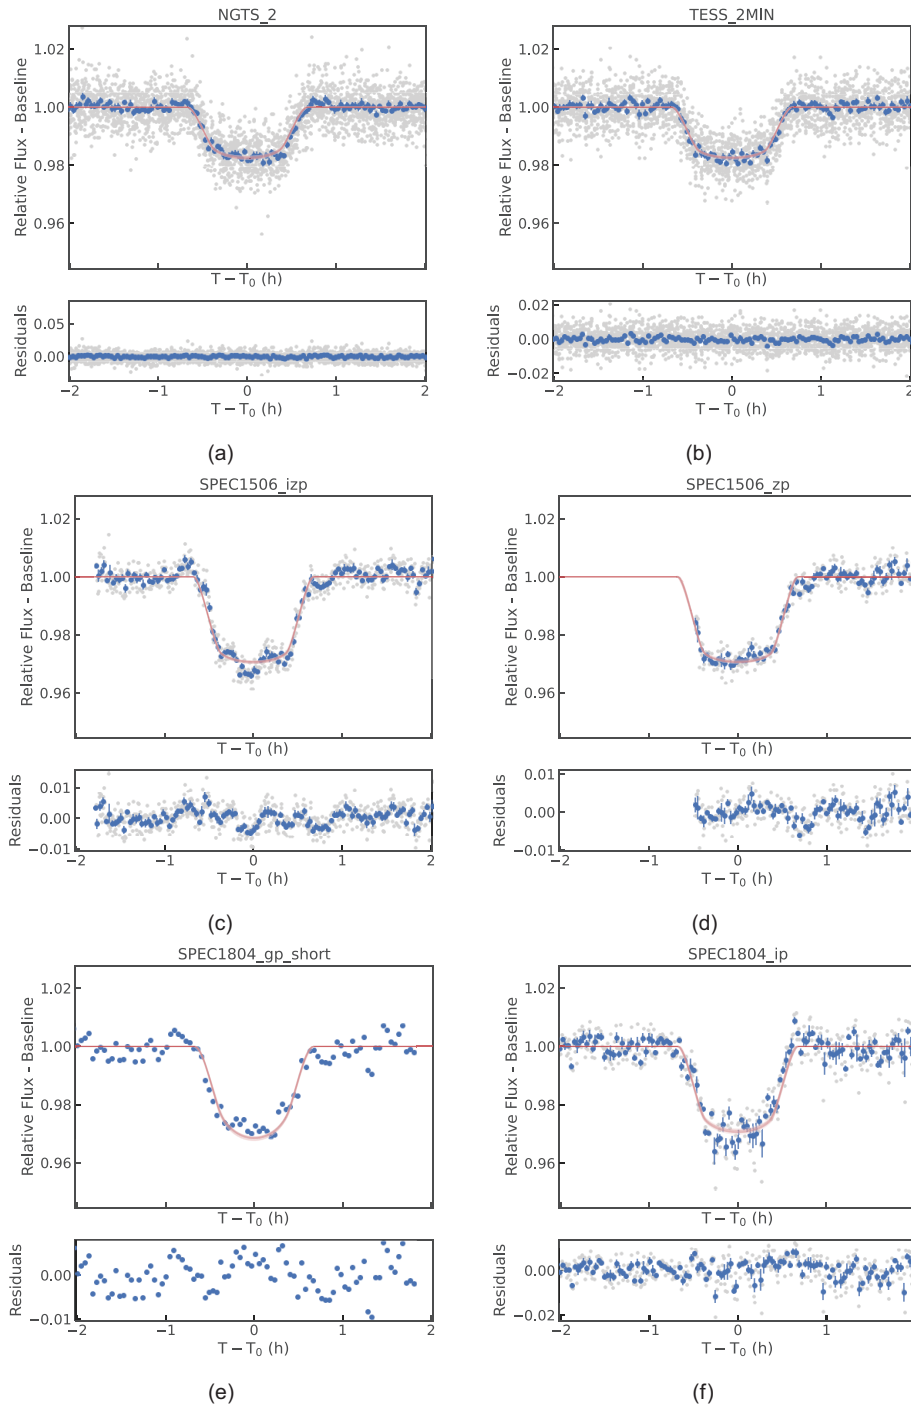 NGTS_2
Relative Flux - Baseline
1.02
1.00
0.98
0.96
T − T0 (h)
Residuals
0.05
0.00
−2 −1 0 1 2
T − T0 (h)
(a)
TESS_2MIN
Relative Flux - Baseline
1.02
1.00
0.98
0.96
T − T0 (h)
Residuals
0.02
0.00
−0.02
−2 −1 0 1 2
T − T0 (h)
(b)
SPEC1506_izp
Relative Flux - Baseline
1.02
1.00
0.98
0.96
T − T0 (h)
Residuals
0.01
0.00
−0.01
−2 −1 0 1 2
T − T0 (h)
(c)
SPEC1506_zp
Relative Flux - Baseline
1.02
1.00
0.98
0.96
T − T0 (h)
Residuals
0.01
0.00
−0.01
−2 −1 0 1 2
T − T0 (h)
(d)
SPEC1804_gp_short
Relative Flux - Baseline
1.02
1.00
0.98
0.96
T − T0 (h)
Residuals
0.00
−0.01
−2 −1 0 1 2
T − T0 (h)
(e)
SPEC1804_ip
Relative Flux - Baseline
1.02
1.00
0.98
0.96
T − T0 (h)
Residuals
0.00
−0.02
−2 −1 0 1 2
T − T0 (h)
(f)